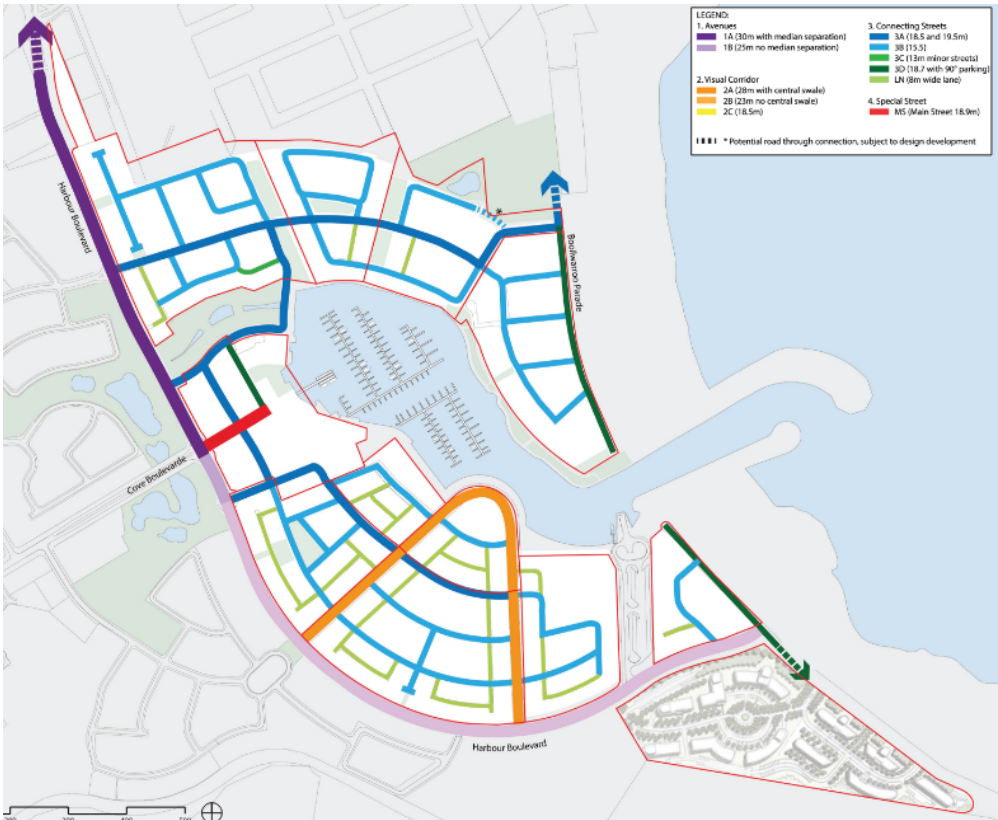 LEGEND:
1. Avenues
1A (30m with median separation)
1B (25m no median separation)
2. Visual Corridor
2A (28m with central swale)
2B (23m no central swale)
2C (18.5m)
3. Connecting Streets
3A (18.5 and 19.5m)
3B (15.5)
3C (13m minor streets)
3D (18.7 with 90° parking)
LN (8m wide lane)
4. Special Street
MS (Main Street 18.9m)
* Potential road through connection, subject to design development
Harbour Boulevard
*
Boollwarron Parade
Cove Boulevarde
Harbour Boulevard